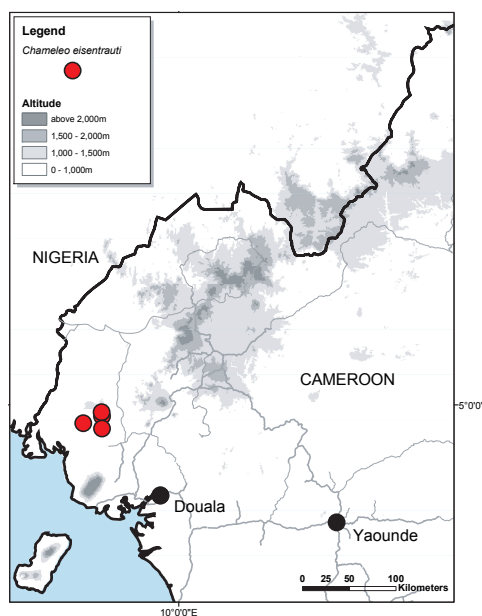 Legend
Chameleo eisentrauti
Altitude
above 2,000m
1,500 - 2,000m
1,000 - 1,500m
0 - 1,000m
NIGERIA
CAMEROON
5°0'0"
Douala
Yaounde
0 25 50 100
Kilometers
10°0'0"E